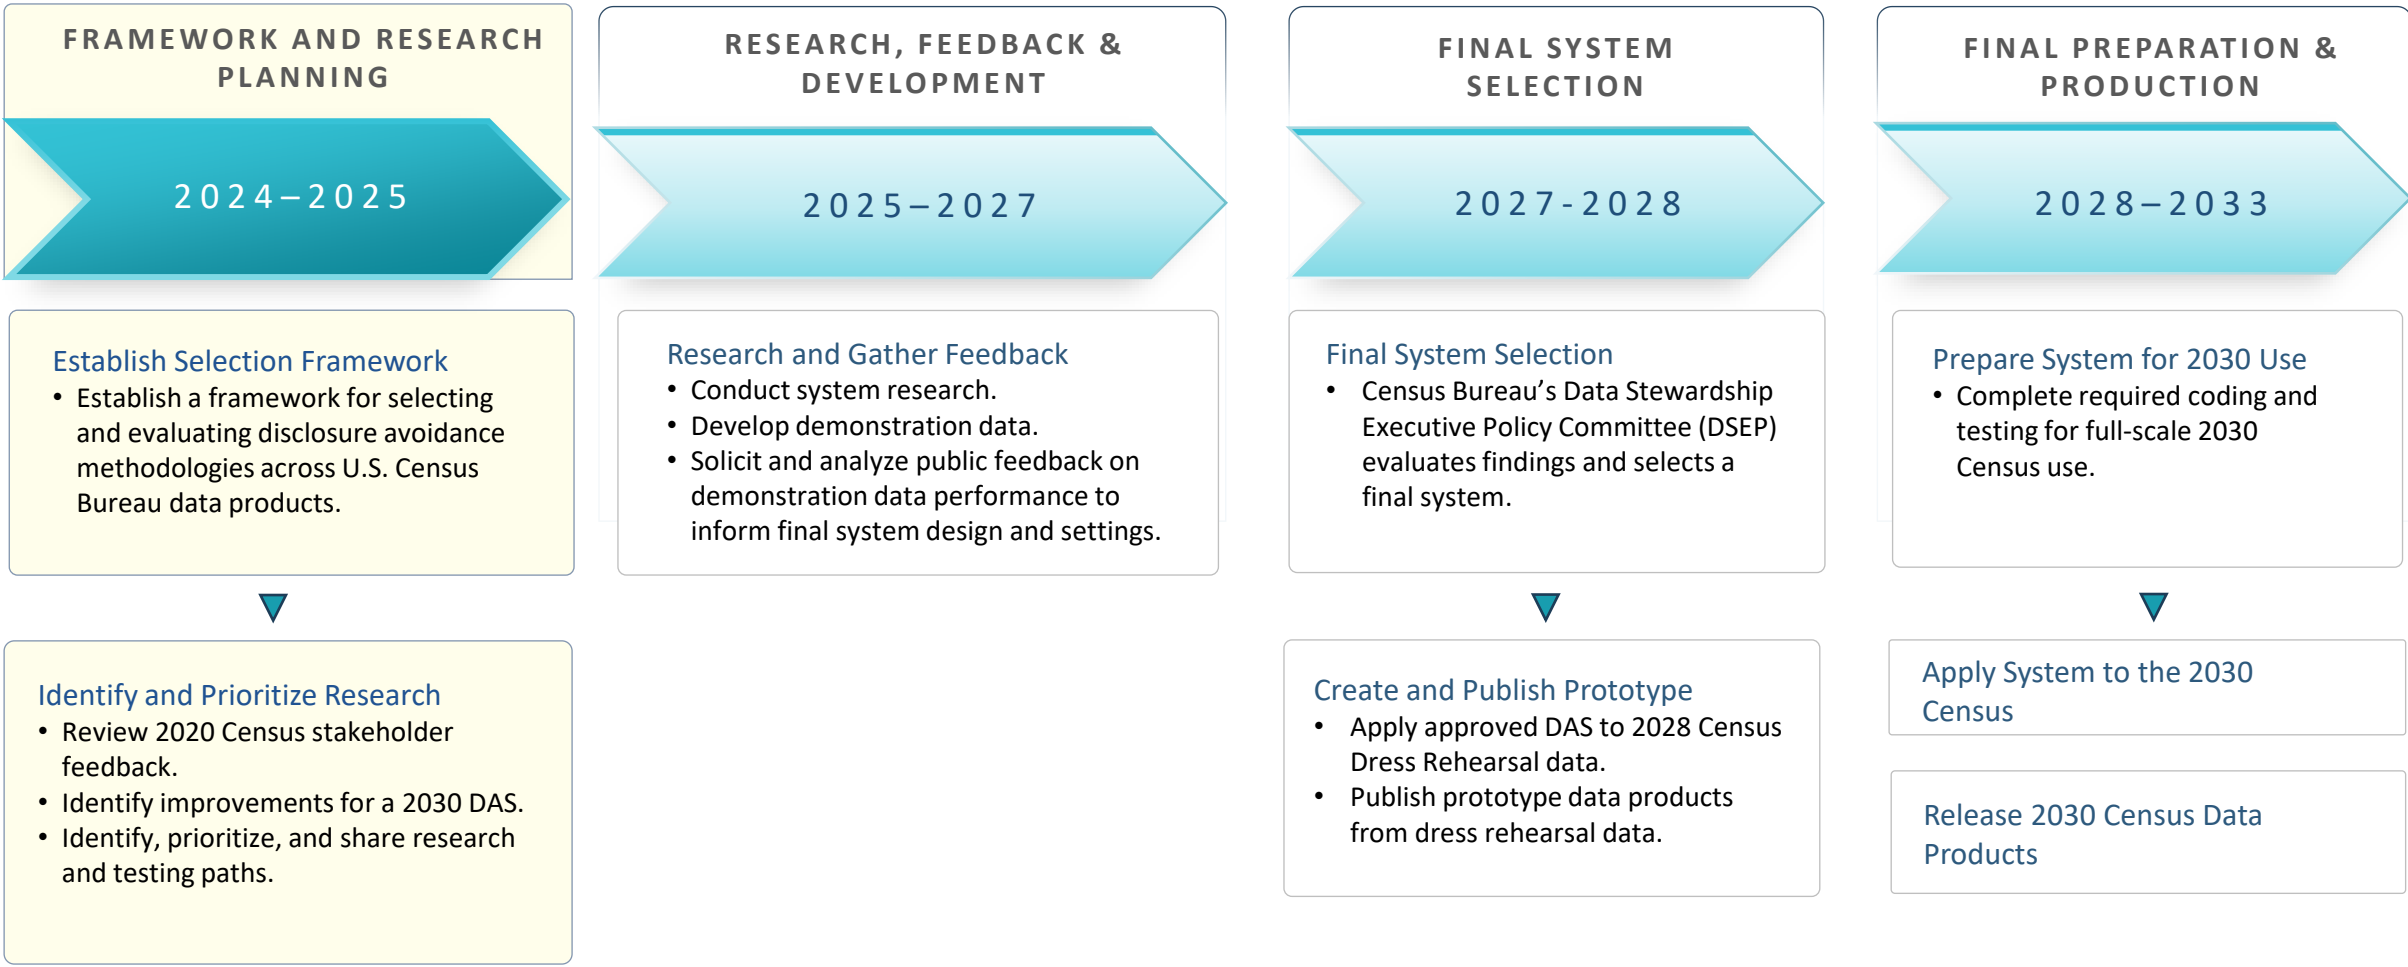 FRAMEWORK AND RESEARCH
PLANNING
2024–2025
Establish Selection Framework
• Establish a framework for selecting
and evaluating disclosure avoidance
methodologies across U.S. Census
Bureau data products.
Identify and Prioritize Research
• Review 2020 Census stakeholder
feedback.
• Identify improvements for a 2030 DAS.
• Identify, prioritize, and share research
and testing paths.
RESEARCH, FEEDBACK &
DEVELOPMENT
2025–2027
Research and Gather Feedback
• Conduct system research.
• Develop demonstration data.
• Solicit and analyze public feedback on
demonstration data performance to
inform final system design and settings.
FINAL SYSTEM
SELECTION
2027-2028
Final System Selection
• Census Bureau’s Data Stewardship
Executive Policy Committee (DSEP)
evaluates findings and selects a
final system.
Create and Publish Prototype
• Apply approved DAS to 2028 Census
Dress Rehearsal data.
• Publish prototype data products
from dress rehearsal data.
FINAL PREPARATION &
PRODUCTION
2028–2033
Prepare System for 2030 Use
• Complete required coding and
testing for full-scale 2030
Census use.
Apply System to the 2030
Census
Release 2030 Census Data
Products